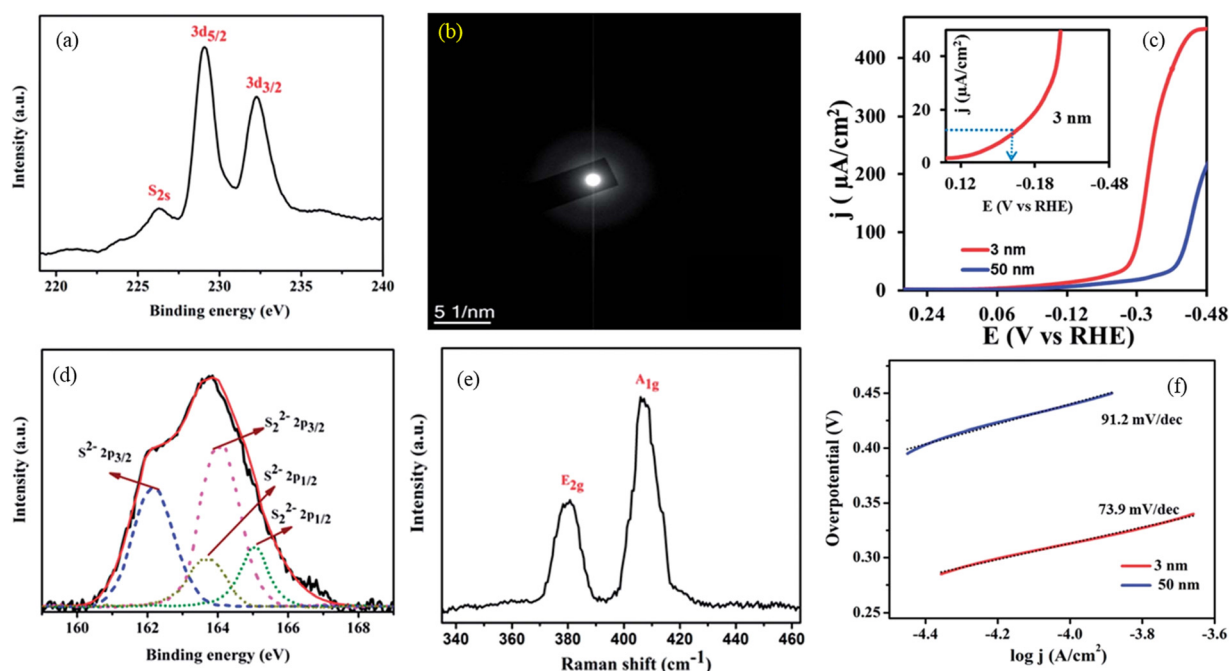 (a)
3d5/2
3d3/2
S2s
Intensity (a.u.)
220 225 230 235 240
Binding energy (eV)
(b)
5 1/nm
(c)
j (µA/cm²)
400
300
200
100
0
j (µA/cm²)
40
20
0
3 nm
0.12 -0.18 -0.48
E (V vs RHE)
3 nm
50 nm
0.24 0.06 -0.12 -0.3 -0.48
E (V vs RHE)
(d)
S²⁻ 2p3/2
S₂²⁻ 2p3/2
S²⁻ 2p1/2
S₂²⁻ 2p1/2
Intensity (a.u.)
160 162 164 166 168
Binding energy (eV)
(e)
E2g
A1g
Intensity (a.u.)
340 360 380 400 420 440 460
Raman shift (cm⁻¹)
(f)
Overpotential (V)
0.45
0.40
0.35
0.30
0.25
91.2 mV/dec
73.9 mV/dec
3 nm
50 nm
-4.4 -4.2 -4.0 -3.8 -3.6
log j (A/cm²)